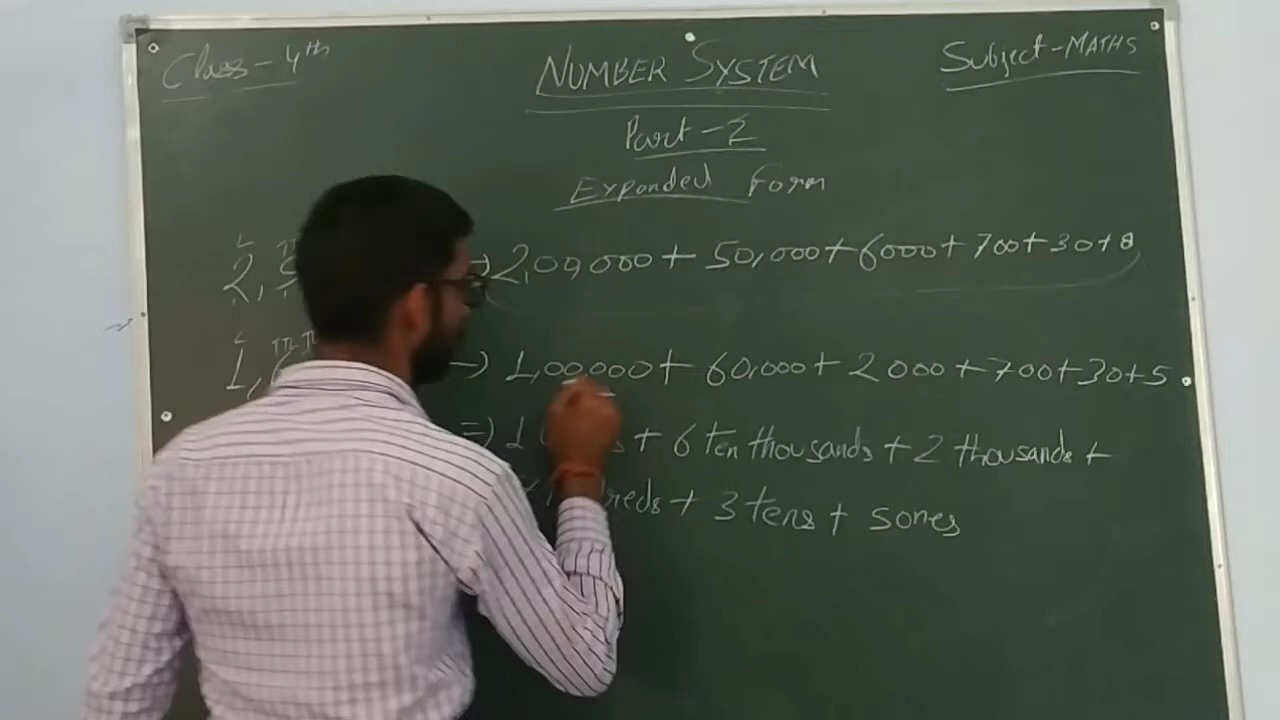 Class - 4th
NUMBER SYSTEM
Subject - MATHS
Part - 2
Expanded Form
2, → 2,00,000 + 50,000 + 6000 + 700 + 30 + 8
1, → 1,00,000 + 60,000 + 2000 + 700 + 30 + 5
⇒ 1 + 6 ten thousands + 2 thousands +
+ 3 tens + 5 ones